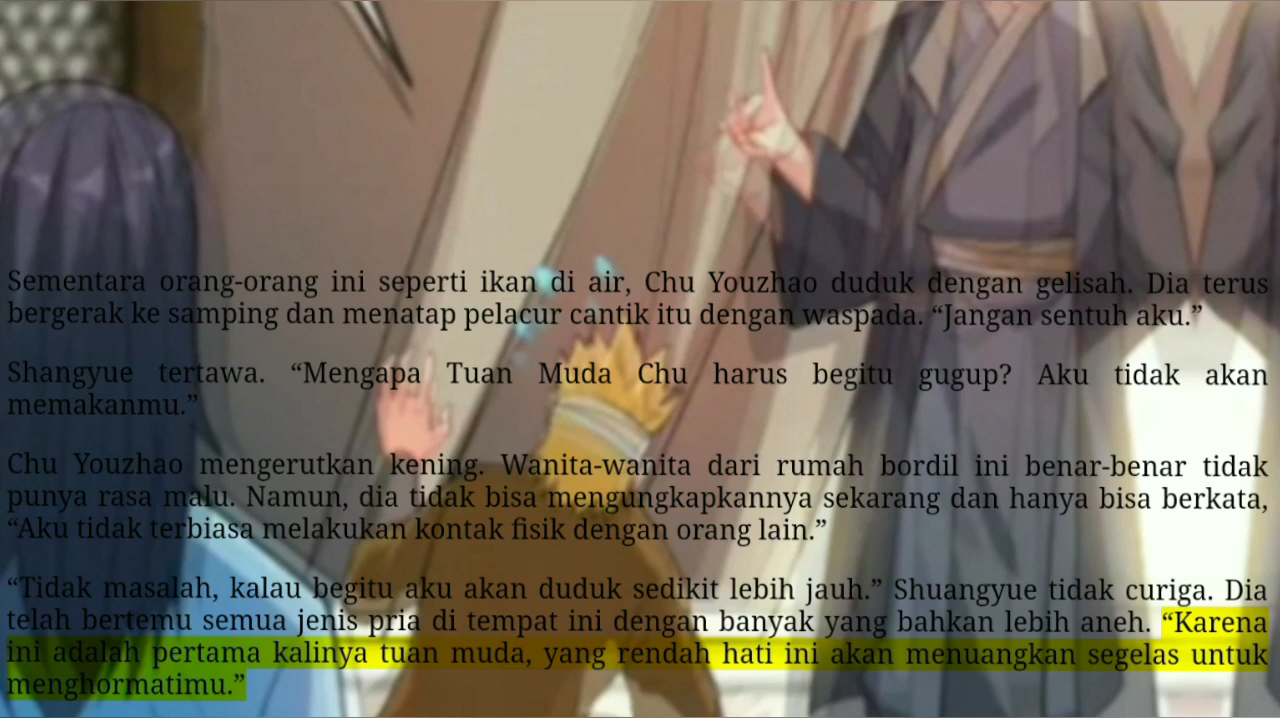 Sementara orang-orang ini seperti ikan di air, Chu Youzhao duduk dengan gelisah. Dia terus
bergerak ke samping dan menatap pelacur cantik itu dengan waspada. “Jangan sentuh aku.”
Shangyue tertawa. “Mengapa Tuan Muda Chu harus begitu gugup? Aku tidak akan
memakanmu.”
Chu Youzhao mengerutkan kening. Wanita-wanita dari rumah bordil ini benar-benar tidak
punya rasa malu. Namun, dia tidak bisa mengungkapkannya sekarang dan hanya bisa berkata,
“Aku tidak terbiasa melakukan kontak fisik dengan orang lain.”
“Tidak masalah, kalau begitu aku akan duduk sedikit lebih jauh.” Shuangyue tidak curiga. Dia
telah bertemu semua jenis pria di tempat ini dengan banyak yang bahkan lebih aneh. “Karena
ini adalah pertama kalinya tuan muda, yang rendah hati ini akan menuangkan segelas untuk
menghormatimu.”